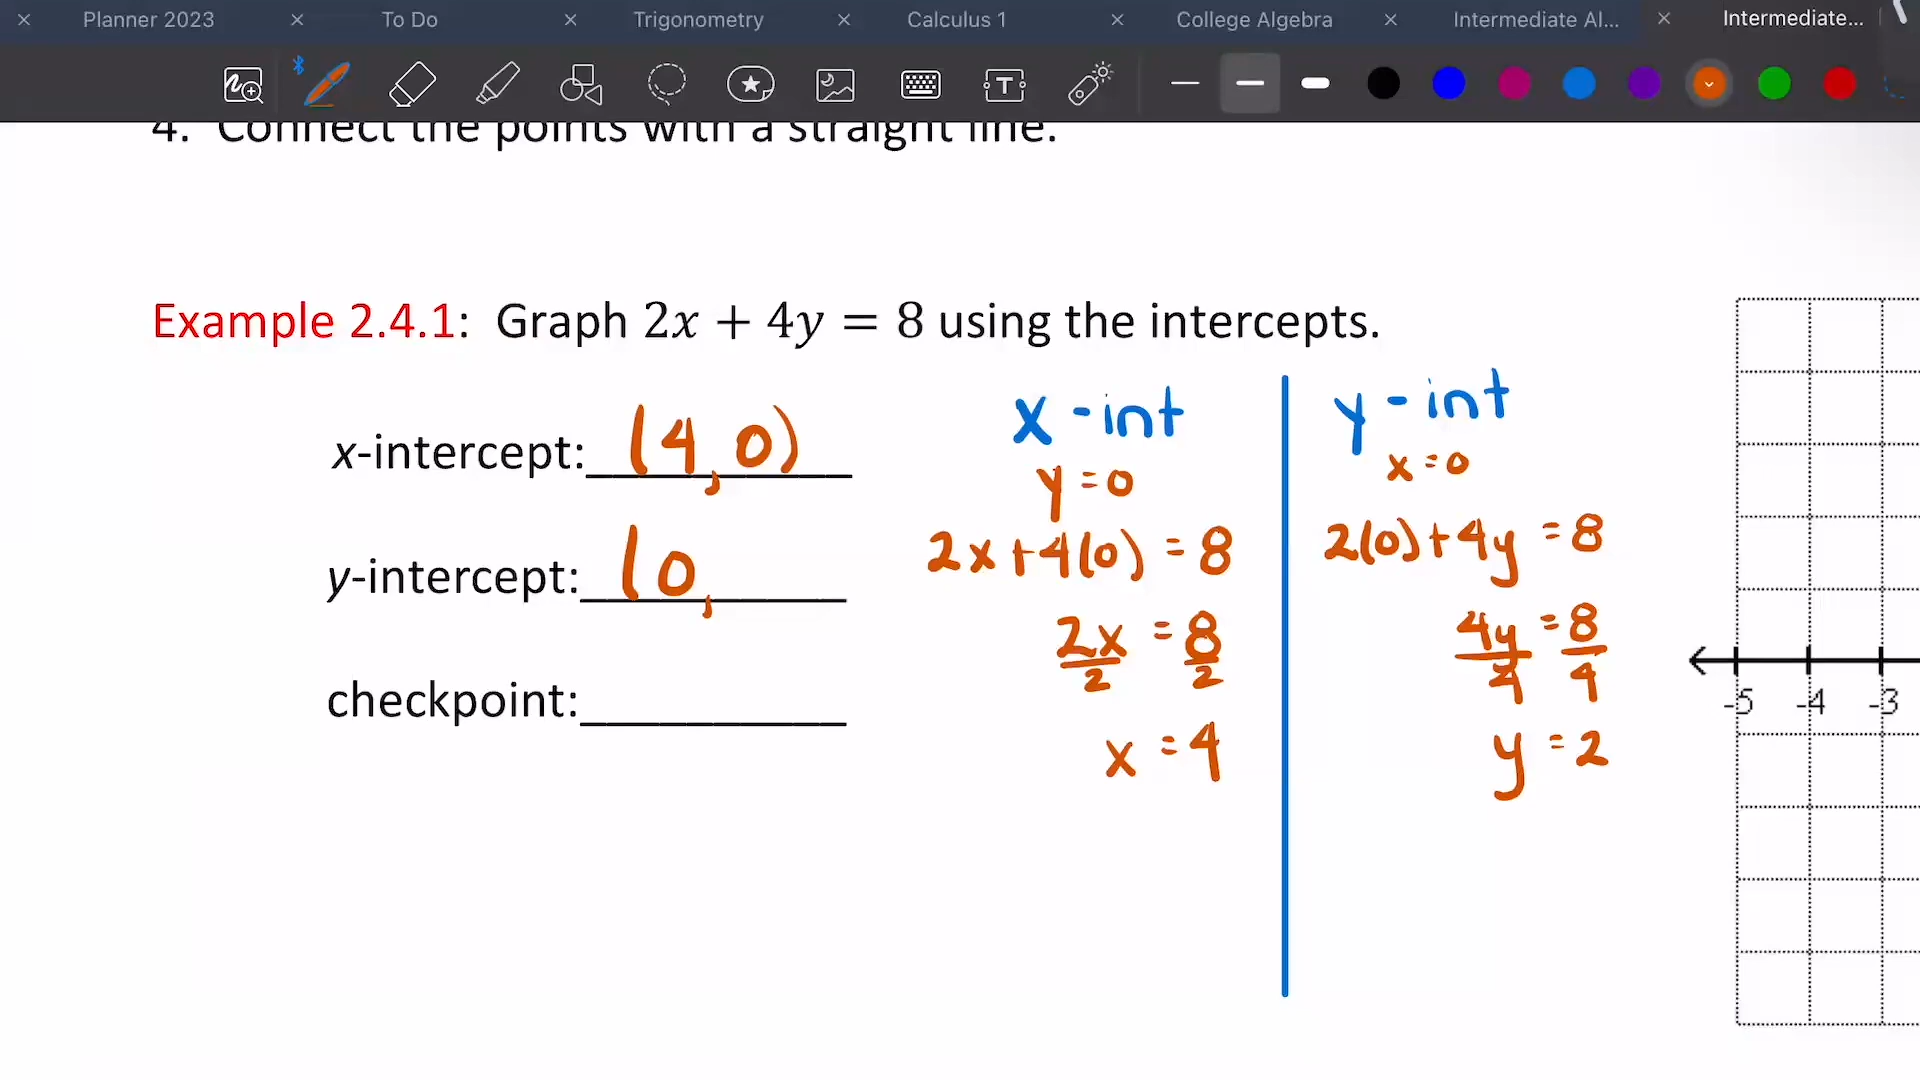 Planner 2023 To Do Trigonometry Calculus 1 College Algebra Intermediate Al... Intermediate...
4. Connect the points with a straight line.
Example 2.4.1: Graph 2x + 4y = 8 using the intercepts.
x-intercept: (4,0)
y-intercept: (0,
checkpoint:
x-int
y=0
2x+4(0) = 8
2x = 8
2 2
x = 4
y-int
x=0
2(0)+4y = 8
4y = 8
4 4
y = 2
-5 -4 -3